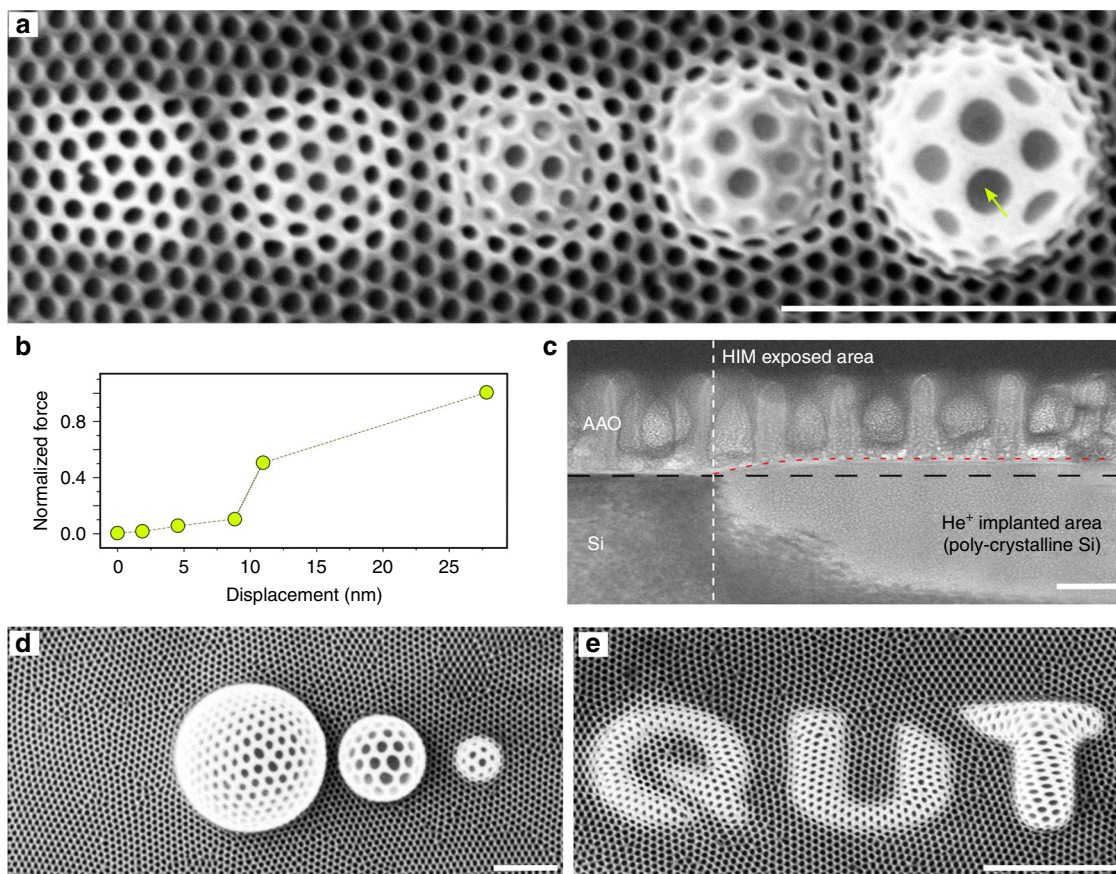 a
b
0.8
0.4
0.0
Normalized force
0
5
10
15
20
25
Displacement (nm)
c
HIM exposed area
AAO
Si
He⁺ implanted area
(poly-crystalline Si)
d
e
QUT